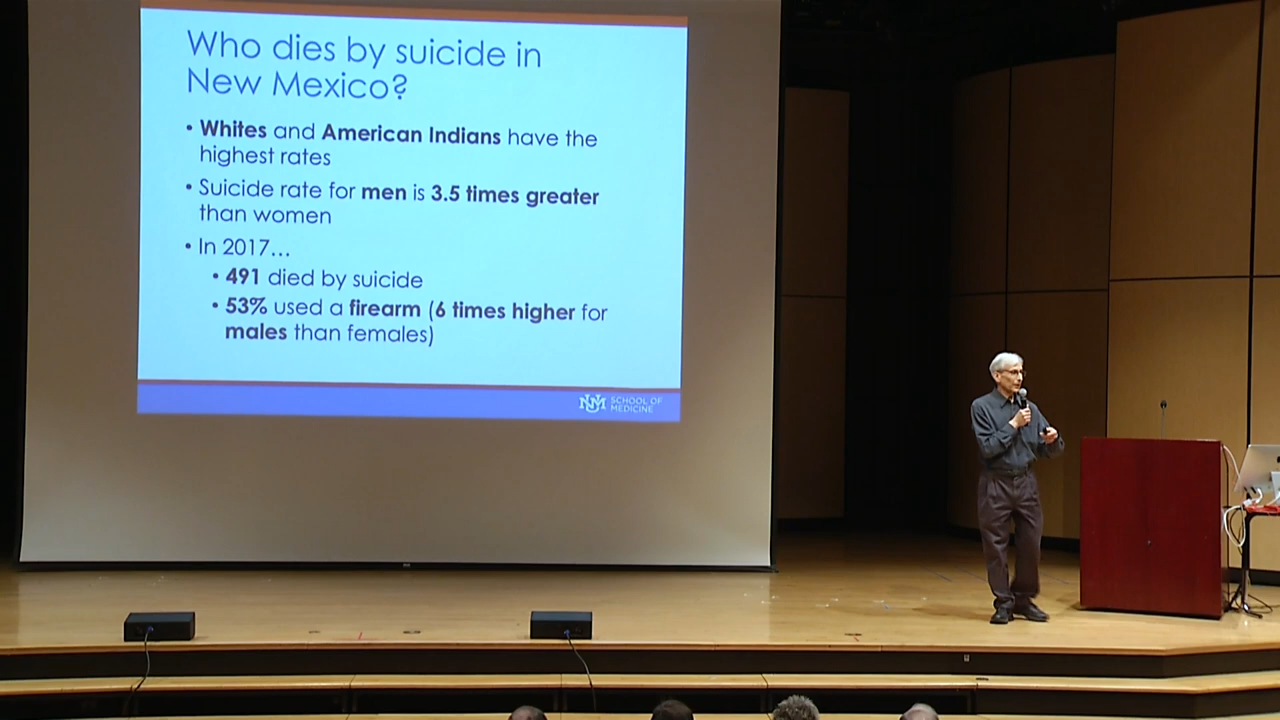 Who dies by suicide in
New Mexico?
• Whites and American Indians have the
highest rates
• Suicide rate for men is 3.5 times greater
than women
• In 2017...
• 491 died by suicide
• 53% used a firearm (6 times higher for
males than females)
UNM SCHOOL OF
MEDICINE